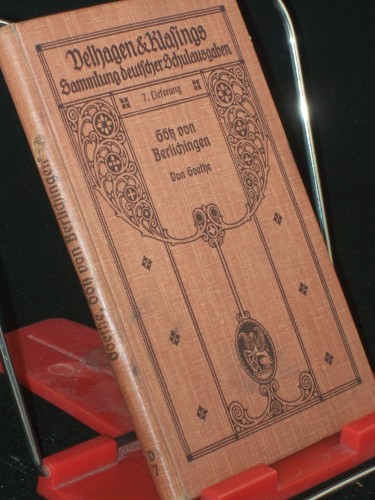 Velhagen & Klasings
Sammlung deutscher Schulausgaben
7. Lieferung
Götz von
Berlichingen
Von Goethe
Goethe, Götz von Berlichingen.